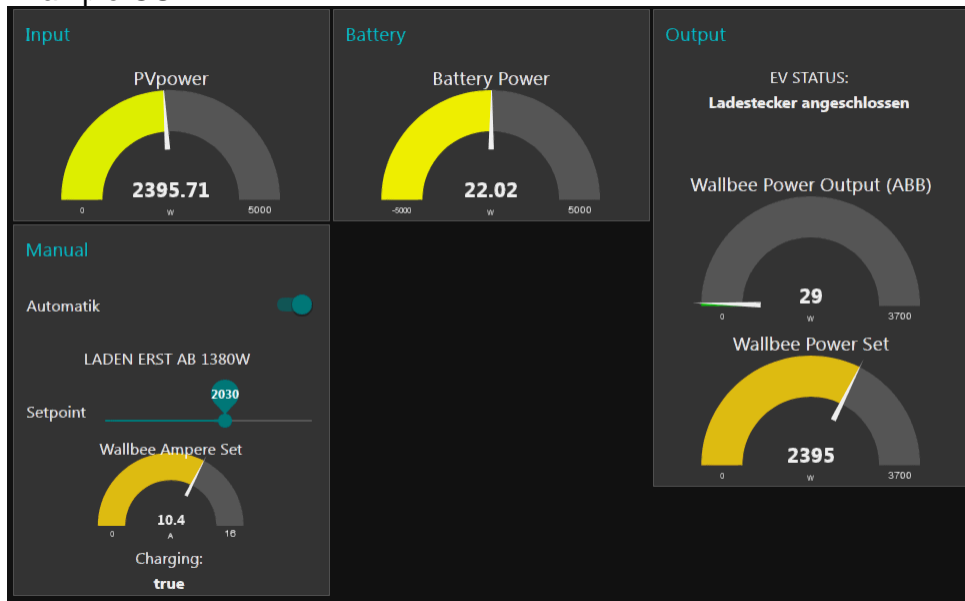 Input
PVpower
2395.71
0
W
5000
Battery
Battery Power
22.02
-5000
W
5000
Output
EV STATUS:
Ladestecker angeschlossen
Wallbee Power Output (ABB)
29
0
W
3700
Wallbee Power Set
2395
0
W
3700
Manual
Automatik
LADEN ERST AB 1380W
2030
Setpoint
Wallbee Ampere Set
10.4
0
A
16
Charging:
true